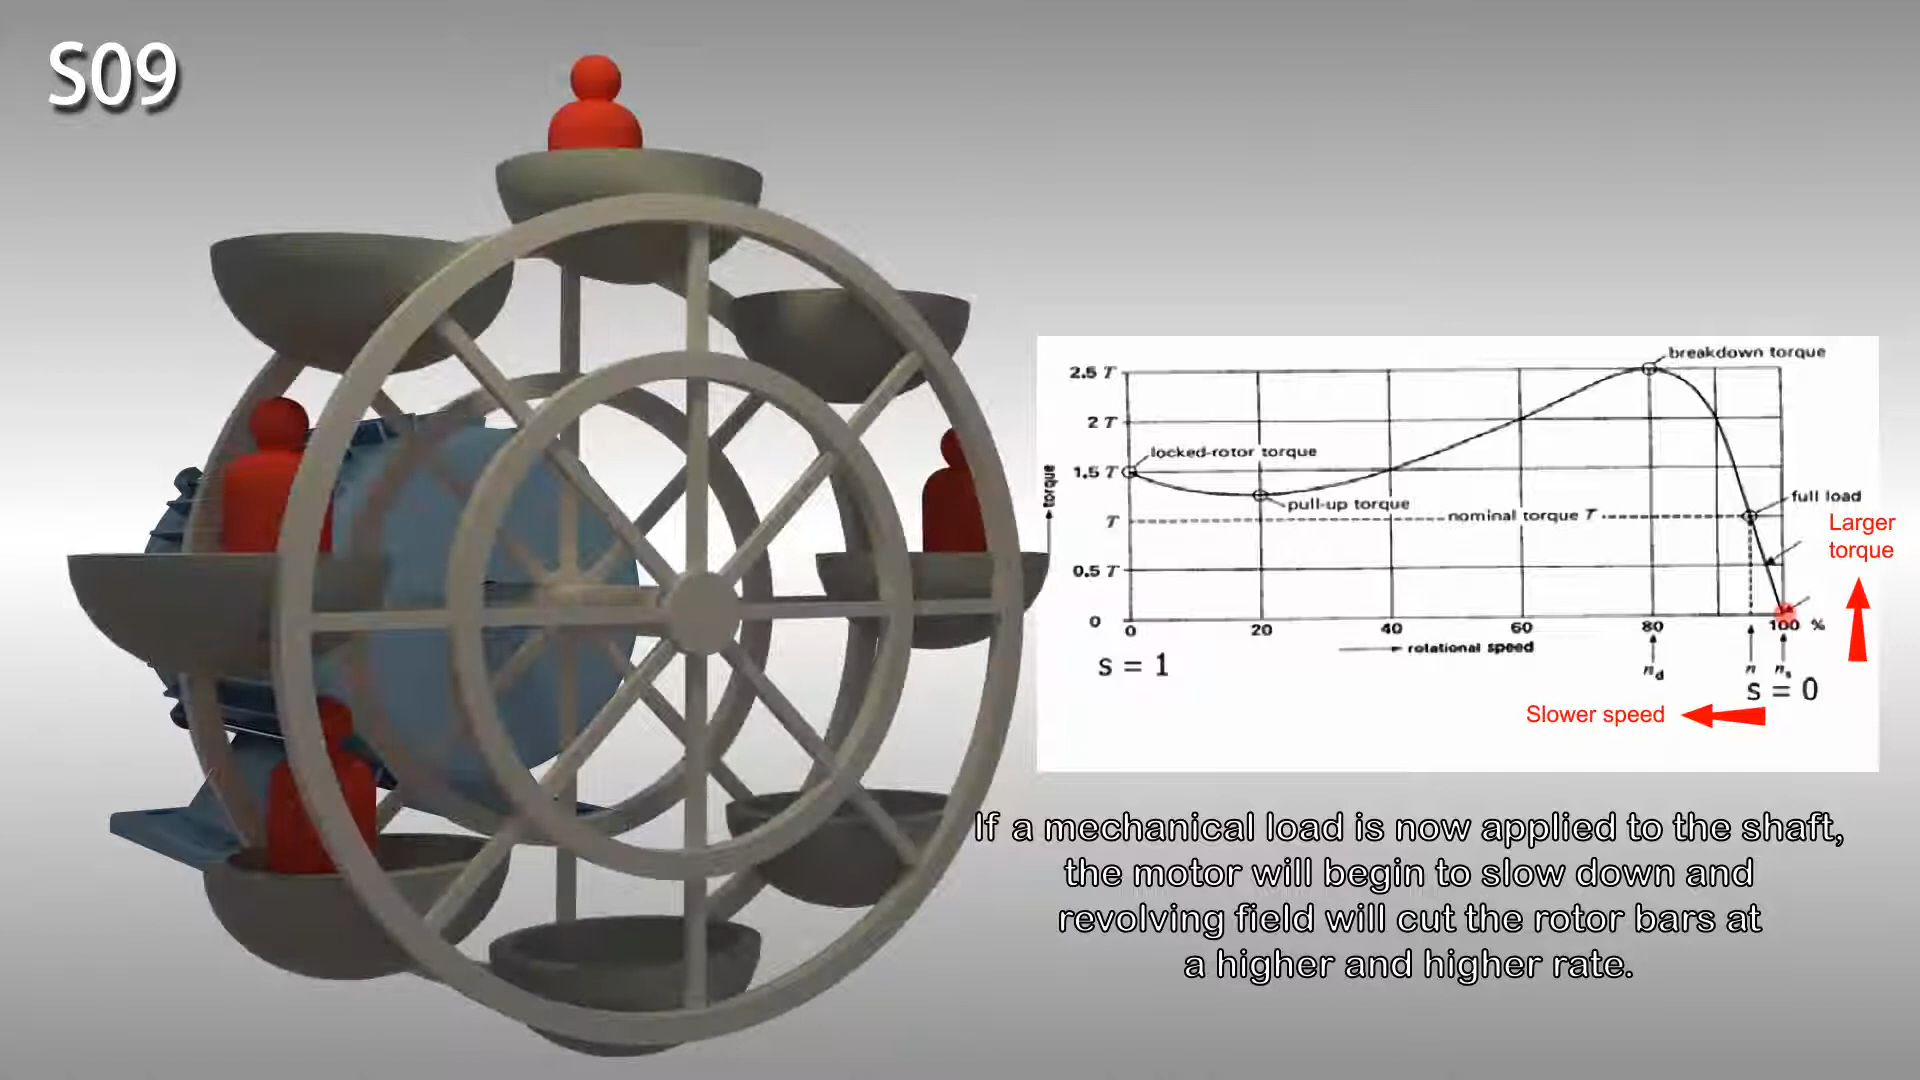 S09
breakdown torque
2.5 T
2 T
locked-rotor torque
1.5 T
torque
pull-up torque
full load
T
nominal torque T
Larger
torque
0.5 T
0
0
20
40
60
80
100 %
rotational speed
s = 1
nd
n
ns
s = 0
Slower speed
If a mechanical load is now applied to the shaft,
the motor will begin to slow down and
revolving field will cut the rotor bars at
a higher and higher rate.